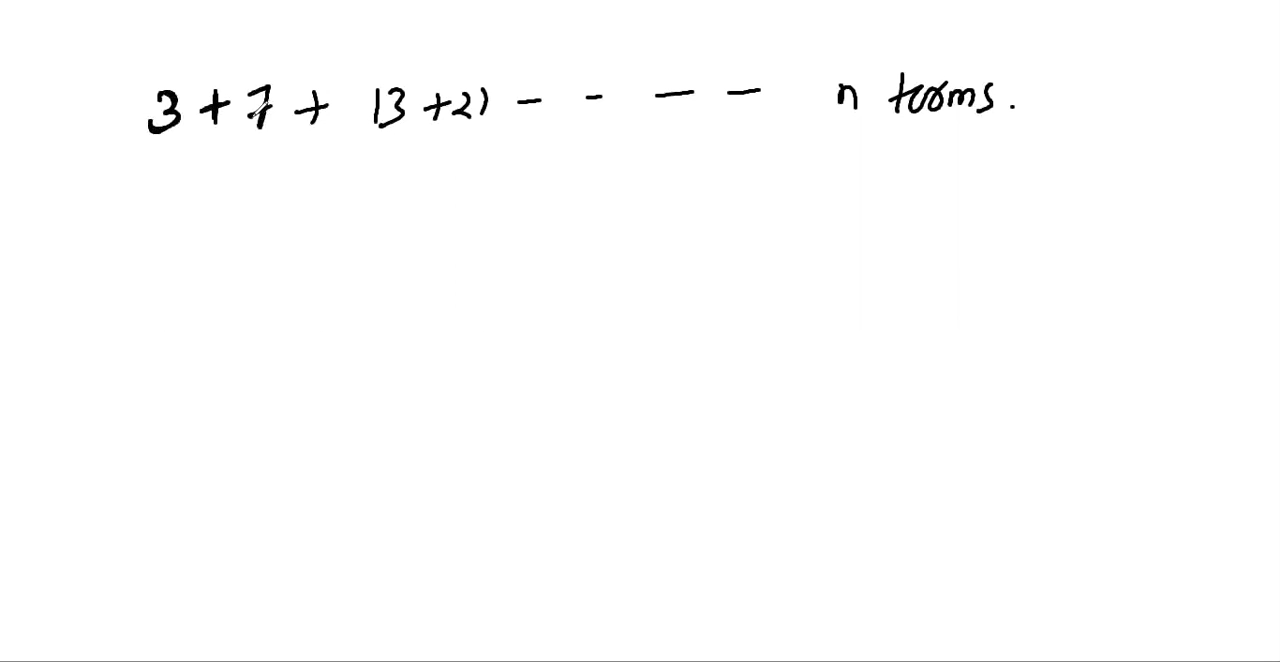 3 + 7 + 13 + 21 - - - - n terms.